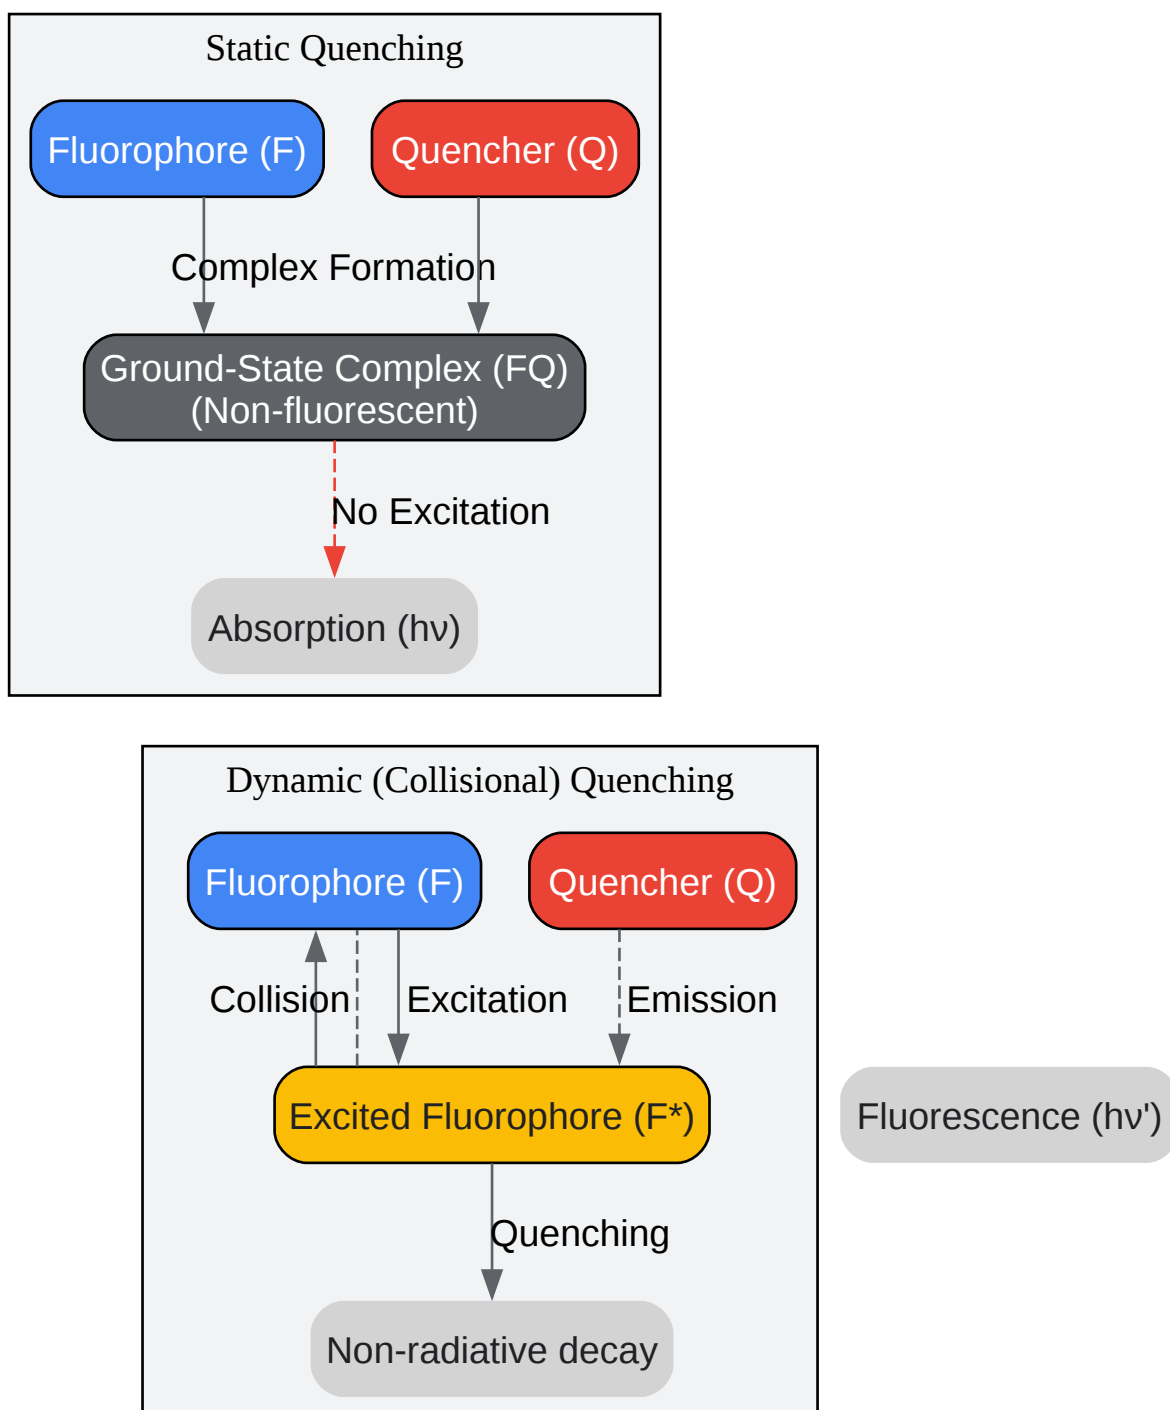 Static Quenching
Fluorophore (F)
Quencher (Q)
Complex Formation
Ground-State Complex (FQ)
(Non-fluorescent)
No Excitation
Absorption (hν)
Dynamic (Collisional) Quenching
Fluorophore (F)
Quencher (Q)
Collision
Excitation
Emission
Excited Fluorophore (F*)
Fluorescence (hν')
Quenching
Non-radiative decay